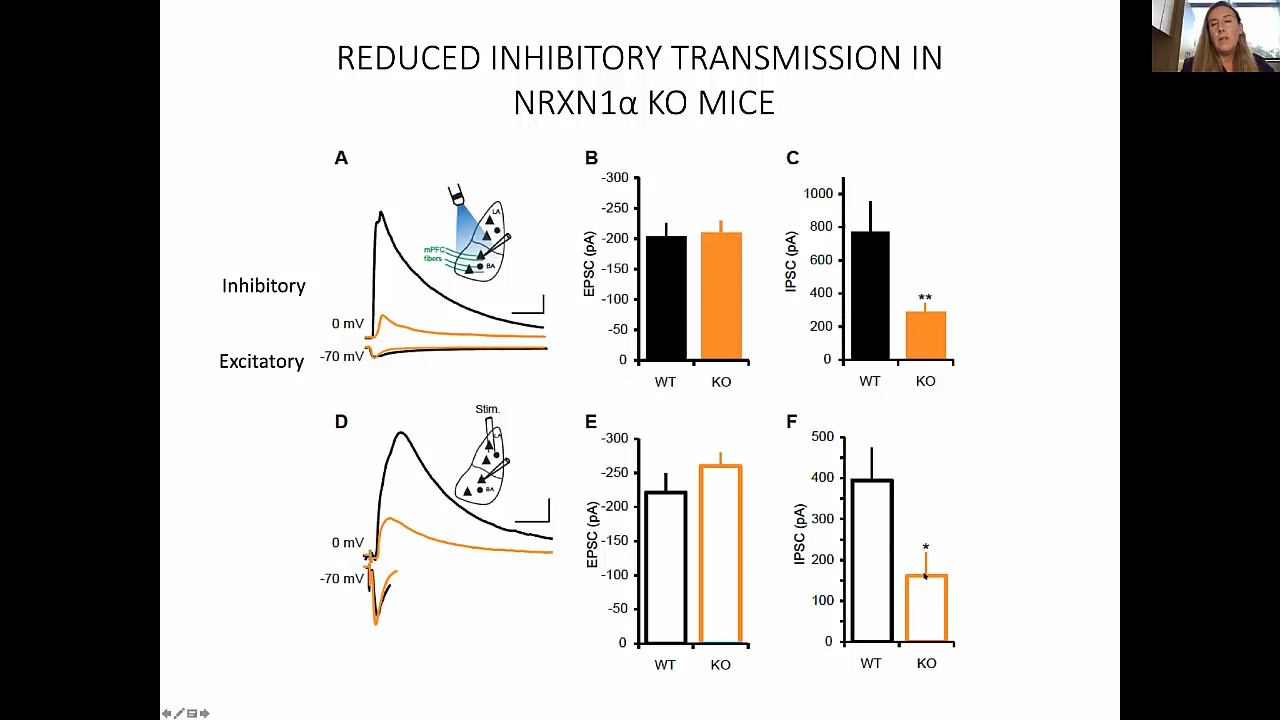 REDUCED INHIBITORY TRANSMISSION IN
NRXN1α KO MICE
A
LA
mPFC
fibers
BA
Inhibitory
0 mV
Excitatory
-70 mV
B
-300
-250
-200
-150
-100
-50
0
EPSC (pA)
WT KO
C
1000
800
600
400
200
0
IPSC (pA)
**
WT KO
D
Stim.
LA
BA
0 mV
-70 mV
E
-300
-250
-200
-150
-100
-50
0
EPSC (pA)
WT KO
F
500
400
300
200
100
0
IPSC (pA)
*
WT KO